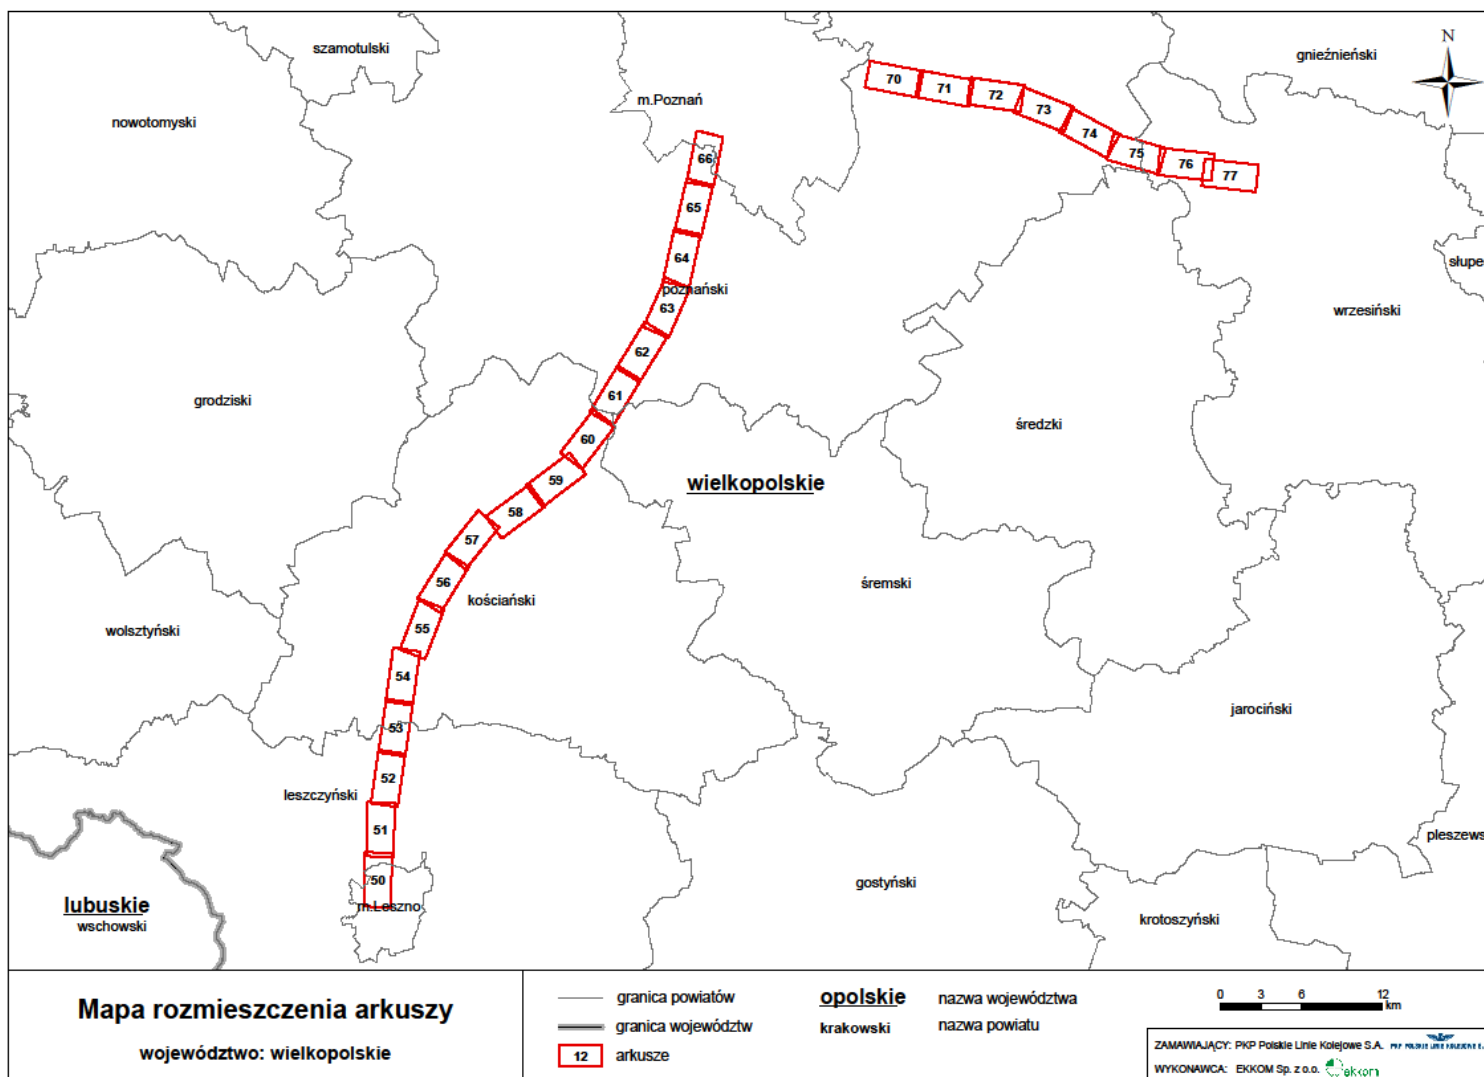 szamotulski
gnieźnieński
N
nowotomyski
m.Poznań
70
71
72
73
74
75
76
77
66
65
64
poznański
63
62
61
60
59
58
57
56
55
54
53
52
51
50
słupe
wrzesiński
grodziski
średzki
wielkopolskie
śremski
kościański
wolsztyński
jarociński
leszczyński
pleszews
gostyński
m.Leszno
lubuskie
wschowski
krotoszyński
Mapa rozmieszczenia arkuszy
województwo: wielkopolskie
granica powiatów
granica województw
12 arkusze
opolskie nazwa województwa
krakowski nazwa powiatu
0 3 6 12
km
ZAMAWIAJĄCY: PKP Polskie Linie Kolejowe S.A.
WYKONAWCA: EKKOM Sp. z o.o. ekkom